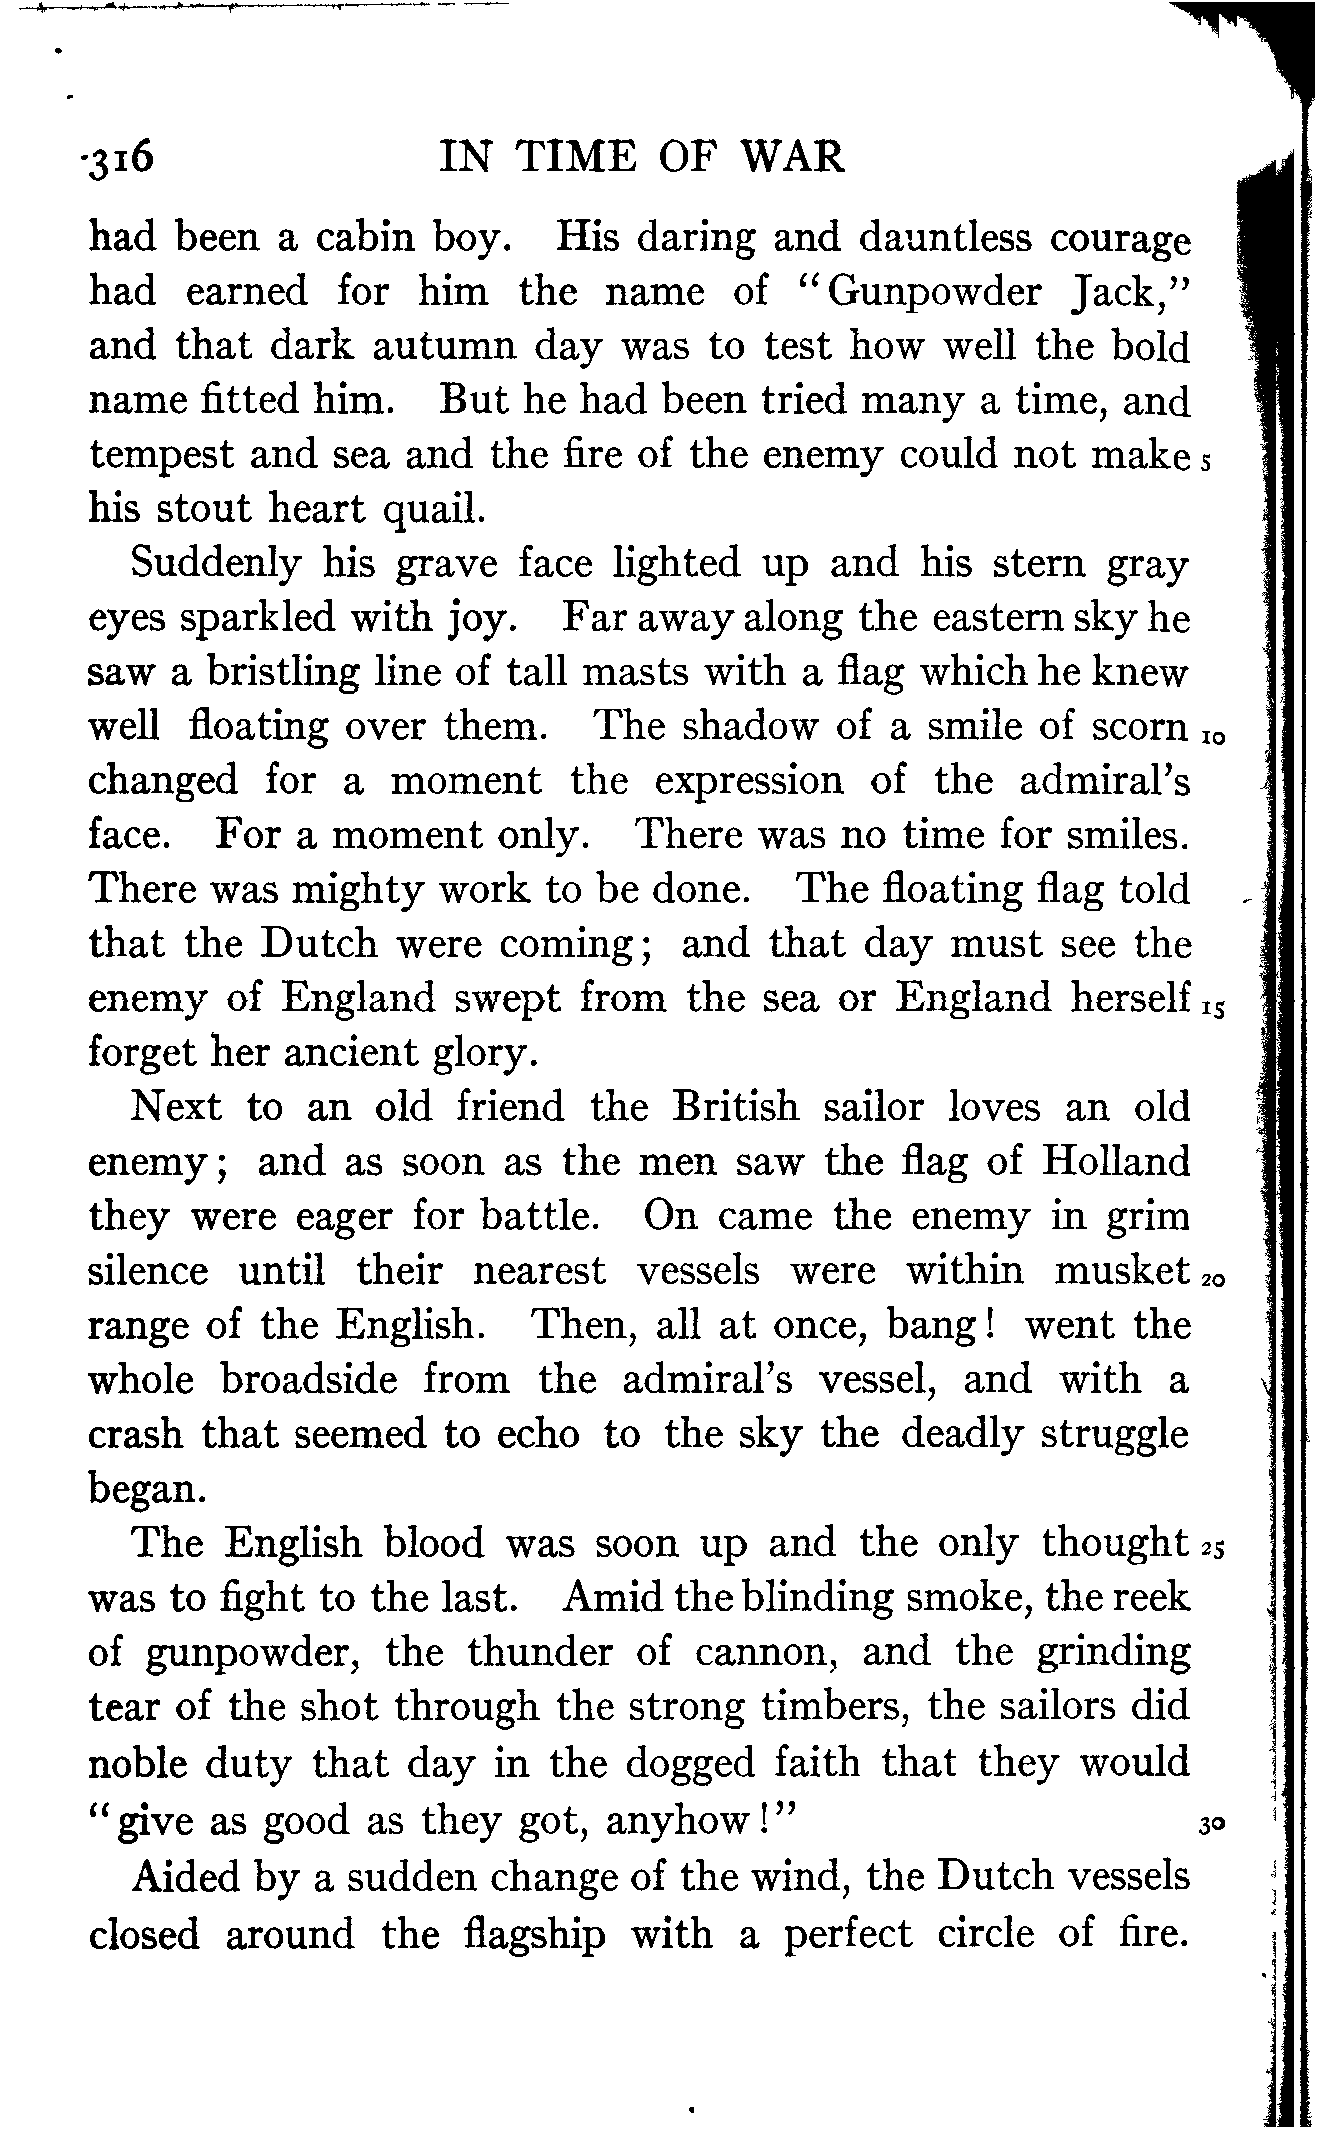 316 IN TIME OF WAR
had been a cabin boy. His daring and dauntless courage
had earned for him the name of “Gunpowder Jack,”
and that dark autumn day was to test how well the bold
name fitted him. But he had been tried many a time, and
tempest and sea and the fire of the enemy could not make 5
his stout heart quail.
Suddenly his grave face lighted up and his stern gray
eyes sparkled with joy. Far away along the eastern sky he
saw a bristling line of tall masts with a flag which he knew
well floating over them. The shadow of a smile of scorn 10
changed for a moment the expression of the admiral’s
face. For a moment only. There was no time for smiles.
There was mighty work to be done. The floating flag told
that the Dutch were coming; and that day must see the
enemy of England swept from the sea or England herself 15
forget her ancient glory.
Next to an old friend the British sailor loves an old
enemy; and as soon as the men saw the flag of Holland
they were eager for battle. On came the enemy in grim
silence until their nearest vessels were within musket 20
range of the English. Then, all at once, bang! went the
whole broadside from the admiral’s vessel, and with a
crash that seemed to echo to the sky the deadly struggle
began.
The English blood was soon up and the only thought 25
was to fight to the last. Amid the blinding smoke, the reek
of gunpowder, the thunder of cannon, and the grinding
tear of the shot through the strong timbers, the sailors did
noble duty that day in the dogged faith that they would
“give as good as they got, anyhow!” 30
Aided by a sudden change of the wind, the Dutch vessels
closed around the flagship with a perfect circle of fire.